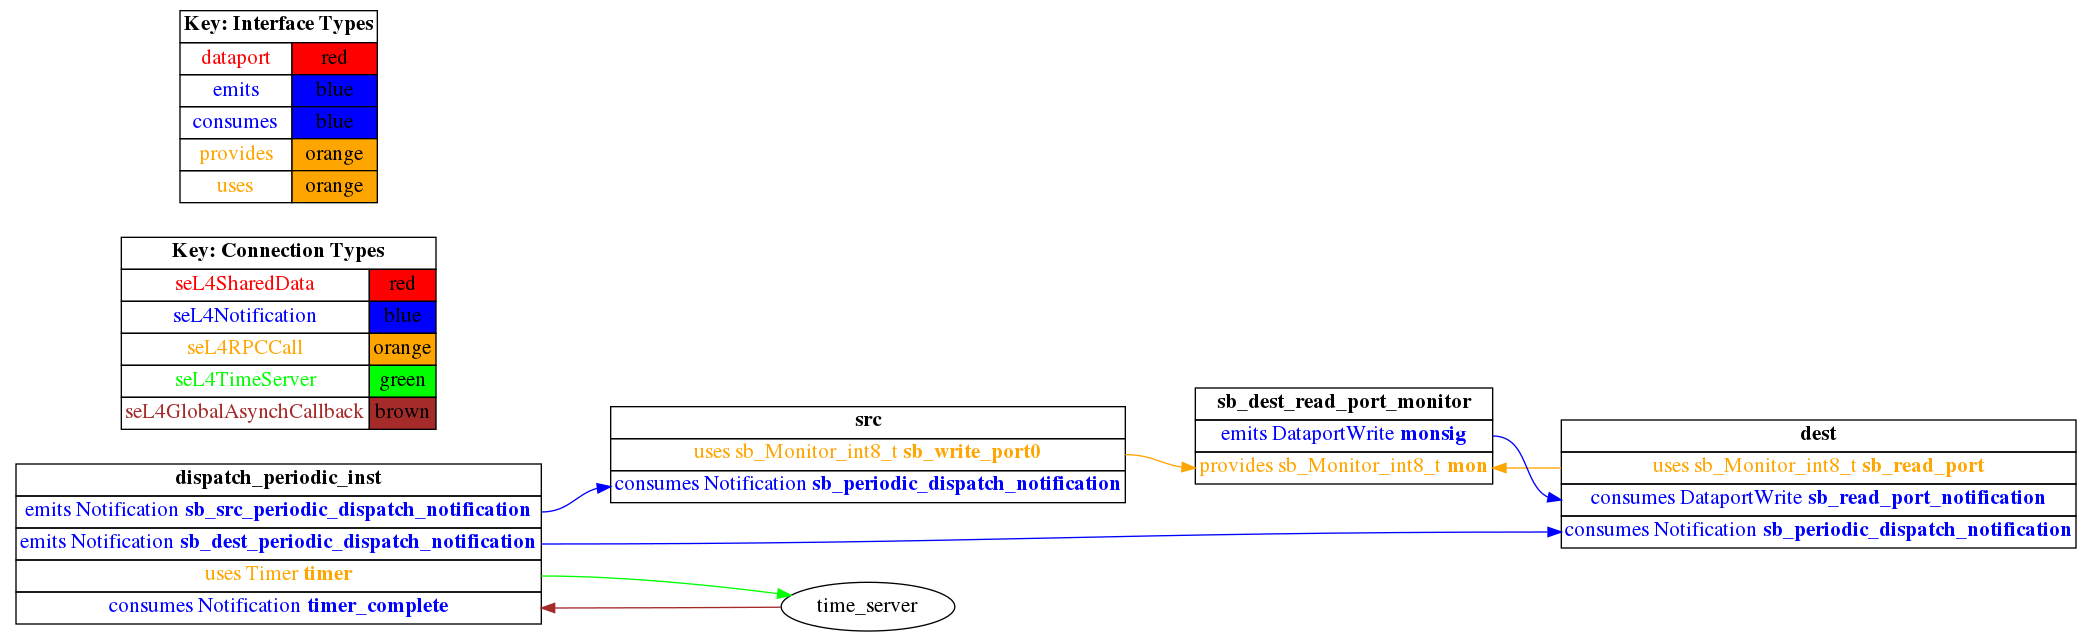 Key: Interface Types
dataport red
emits blue
consumes blue
provides orange
uses orange
Key: Connection Types
seL4SharedData red
seL4Notification blue
seL4RPCCall orange
seL4TimeServer green
seL4GlobalAsynchCallback brown
dispatch_periodic_inst
emits Notification sb_src_periodic_dispatch_notification
emits Notification sb_dest_periodic_dispatch_notification
uses Timer timer
consumes Notification timer_complete
src
uses sb_Monitor_int8_t sb_write_port0
consumes Notification sb_periodic_dispatch_notification
time_server
sb_dest_read_port_monitor
emits DataportWrite monsig
provides sb_Monitor_int8_t mon
dest
uses sb_Monitor_int8_t sb_read_port
consumes DataportWrite sb_read_port_notification
consumes Notification sb_periodic_dispatch_notification